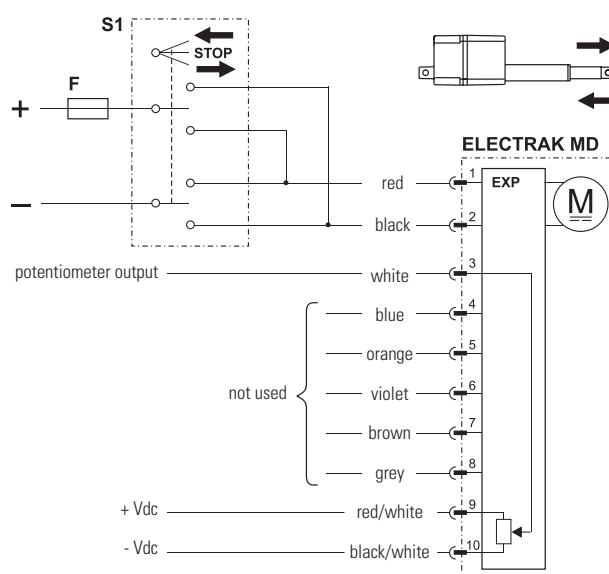 S1
STOP
F
+
−
ELECTRAK MD
EXP
M
red 1
black 2
potentiometer output white 3
blue 4
orange 5
not used violet 6
brown 7
grey 8
+ Vdc red/white 9
- Vdc black/white 10